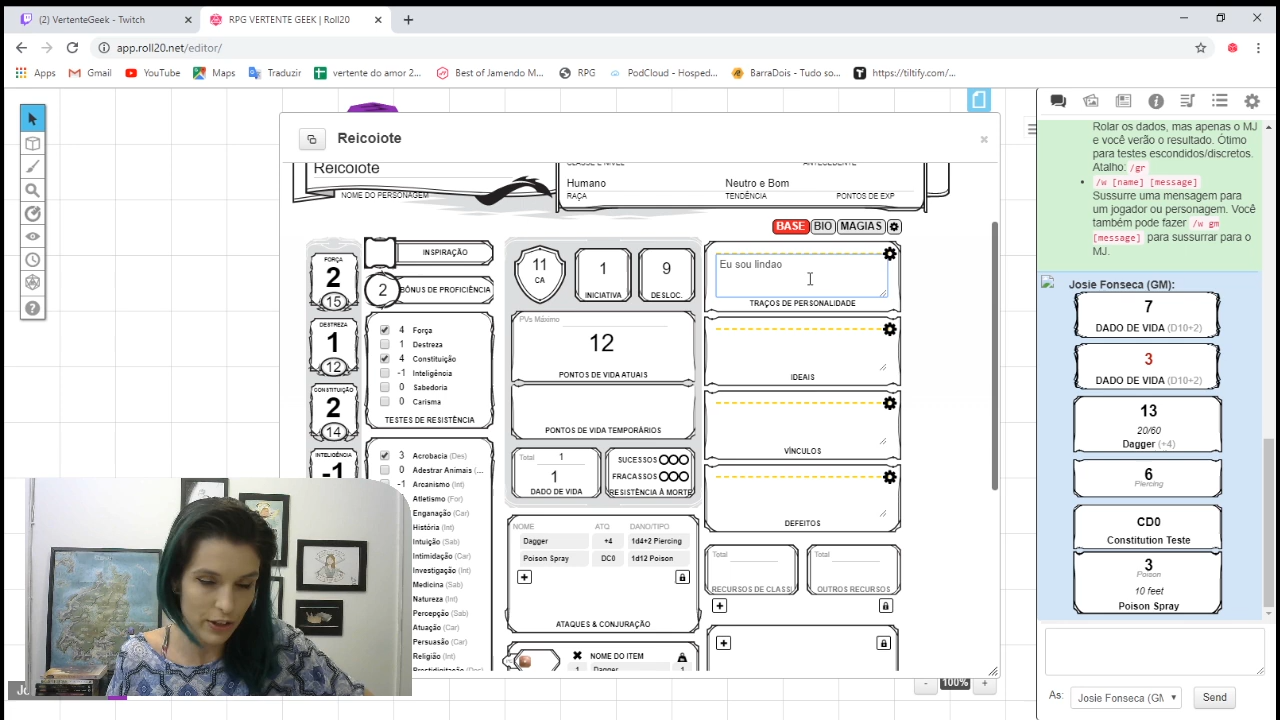 (2) VertenteGeek - Twitch
RPG VERTENTE GEEK | Roll20
app.roll20.net/editor/
Apps
Gmail
YouTube
Maps
Traduzir
vertente do amor 2...
Best of Jamendo M...
RPG
PodCloud - Hosped...
BarraDois - Tudo so...
https://tiltify.com/...
Reicoiote
Reicoiote
NOME DO PERSONAGEM
CLASSE E NÍVEL
ANTECEDENTE
Humano
Neutro e Bom
RAÇA
TENDÊNCIA
PONTOS DE EXP
BASE
BIO
MAGIAS
FORÇA
2
15
DESTREZA
1
12
CONSTITUIÇÃO
2
14
INTELIGÊNCIA
-1
INSPIRAÇÃO
2
BÔNUS DE PROFICIÊNCIA
4 Força
1 Destreza
4 Constituição
-1 Inteligência
0 Sabedoria
0 Carisma
TESTES DE RESISTÊNCIA
3 Acrobacia (Des)
0 Adestrar Animais (...
-1 Arcanismo (Int)
Atletismo (For)
Enganação (Car)
História (Int)
Intuição (Sab)
Intimidação (Car)
Investigação (Int)
Medicina (Sab)
Natureza (Int)
Percepção (Sab)
Atuação (Car)
Persuasão (Car)
Religião (Int)
Prestidigitação (Des)
11
CA
1
INICIATIVA
9
DESLOC.
PVs Máximo
12
PONTOS DE VIDA ATUAIS
PONTOS DE VIDA TEMPORÁRIOS
Total
1
1
DADO DE VIDA
SUCESSOS
FRACASSOS
RESISTÊNCIA À MORTE
NOME
ATQ
DANO/TIPO
Dagger
+4
1d4+2 Piercing
Poison Spray
DC0
1d12 Poison
ATAQUES & CONJURAÇÃO
NOME DO ITEM
1
Dagger
1
Eu sou lindao
TRAÇOS DE PERSONALIDADE
IDEAIS
VÍNCULOS
DEFEITOS
Total
RECURSOS DE CLASS
Total
OUTROS RECURSOS
- 100% +
Rolar os dados, mas apenas o MJ
e você verão o resultado. Ótimo
para testes escondidos/discretos.
Atalho: /gr
/w [name] [message]
Sussurre uma mensagem para
um jogador ou personagem. Você
também pode fazer /w gm
[message] para sussurrar para o
MJ.
Josie Fonseca (GM):
7
DADO DE VIDA (D10+2)
3
DADO DE VIDA (D10+2)
13
20/60
Dagger (+4)
6
Piercing
CD0
Constitution Teste
3
Poison
10 feet
Poison Spray
As:
Josie Fonseca (GM
Send